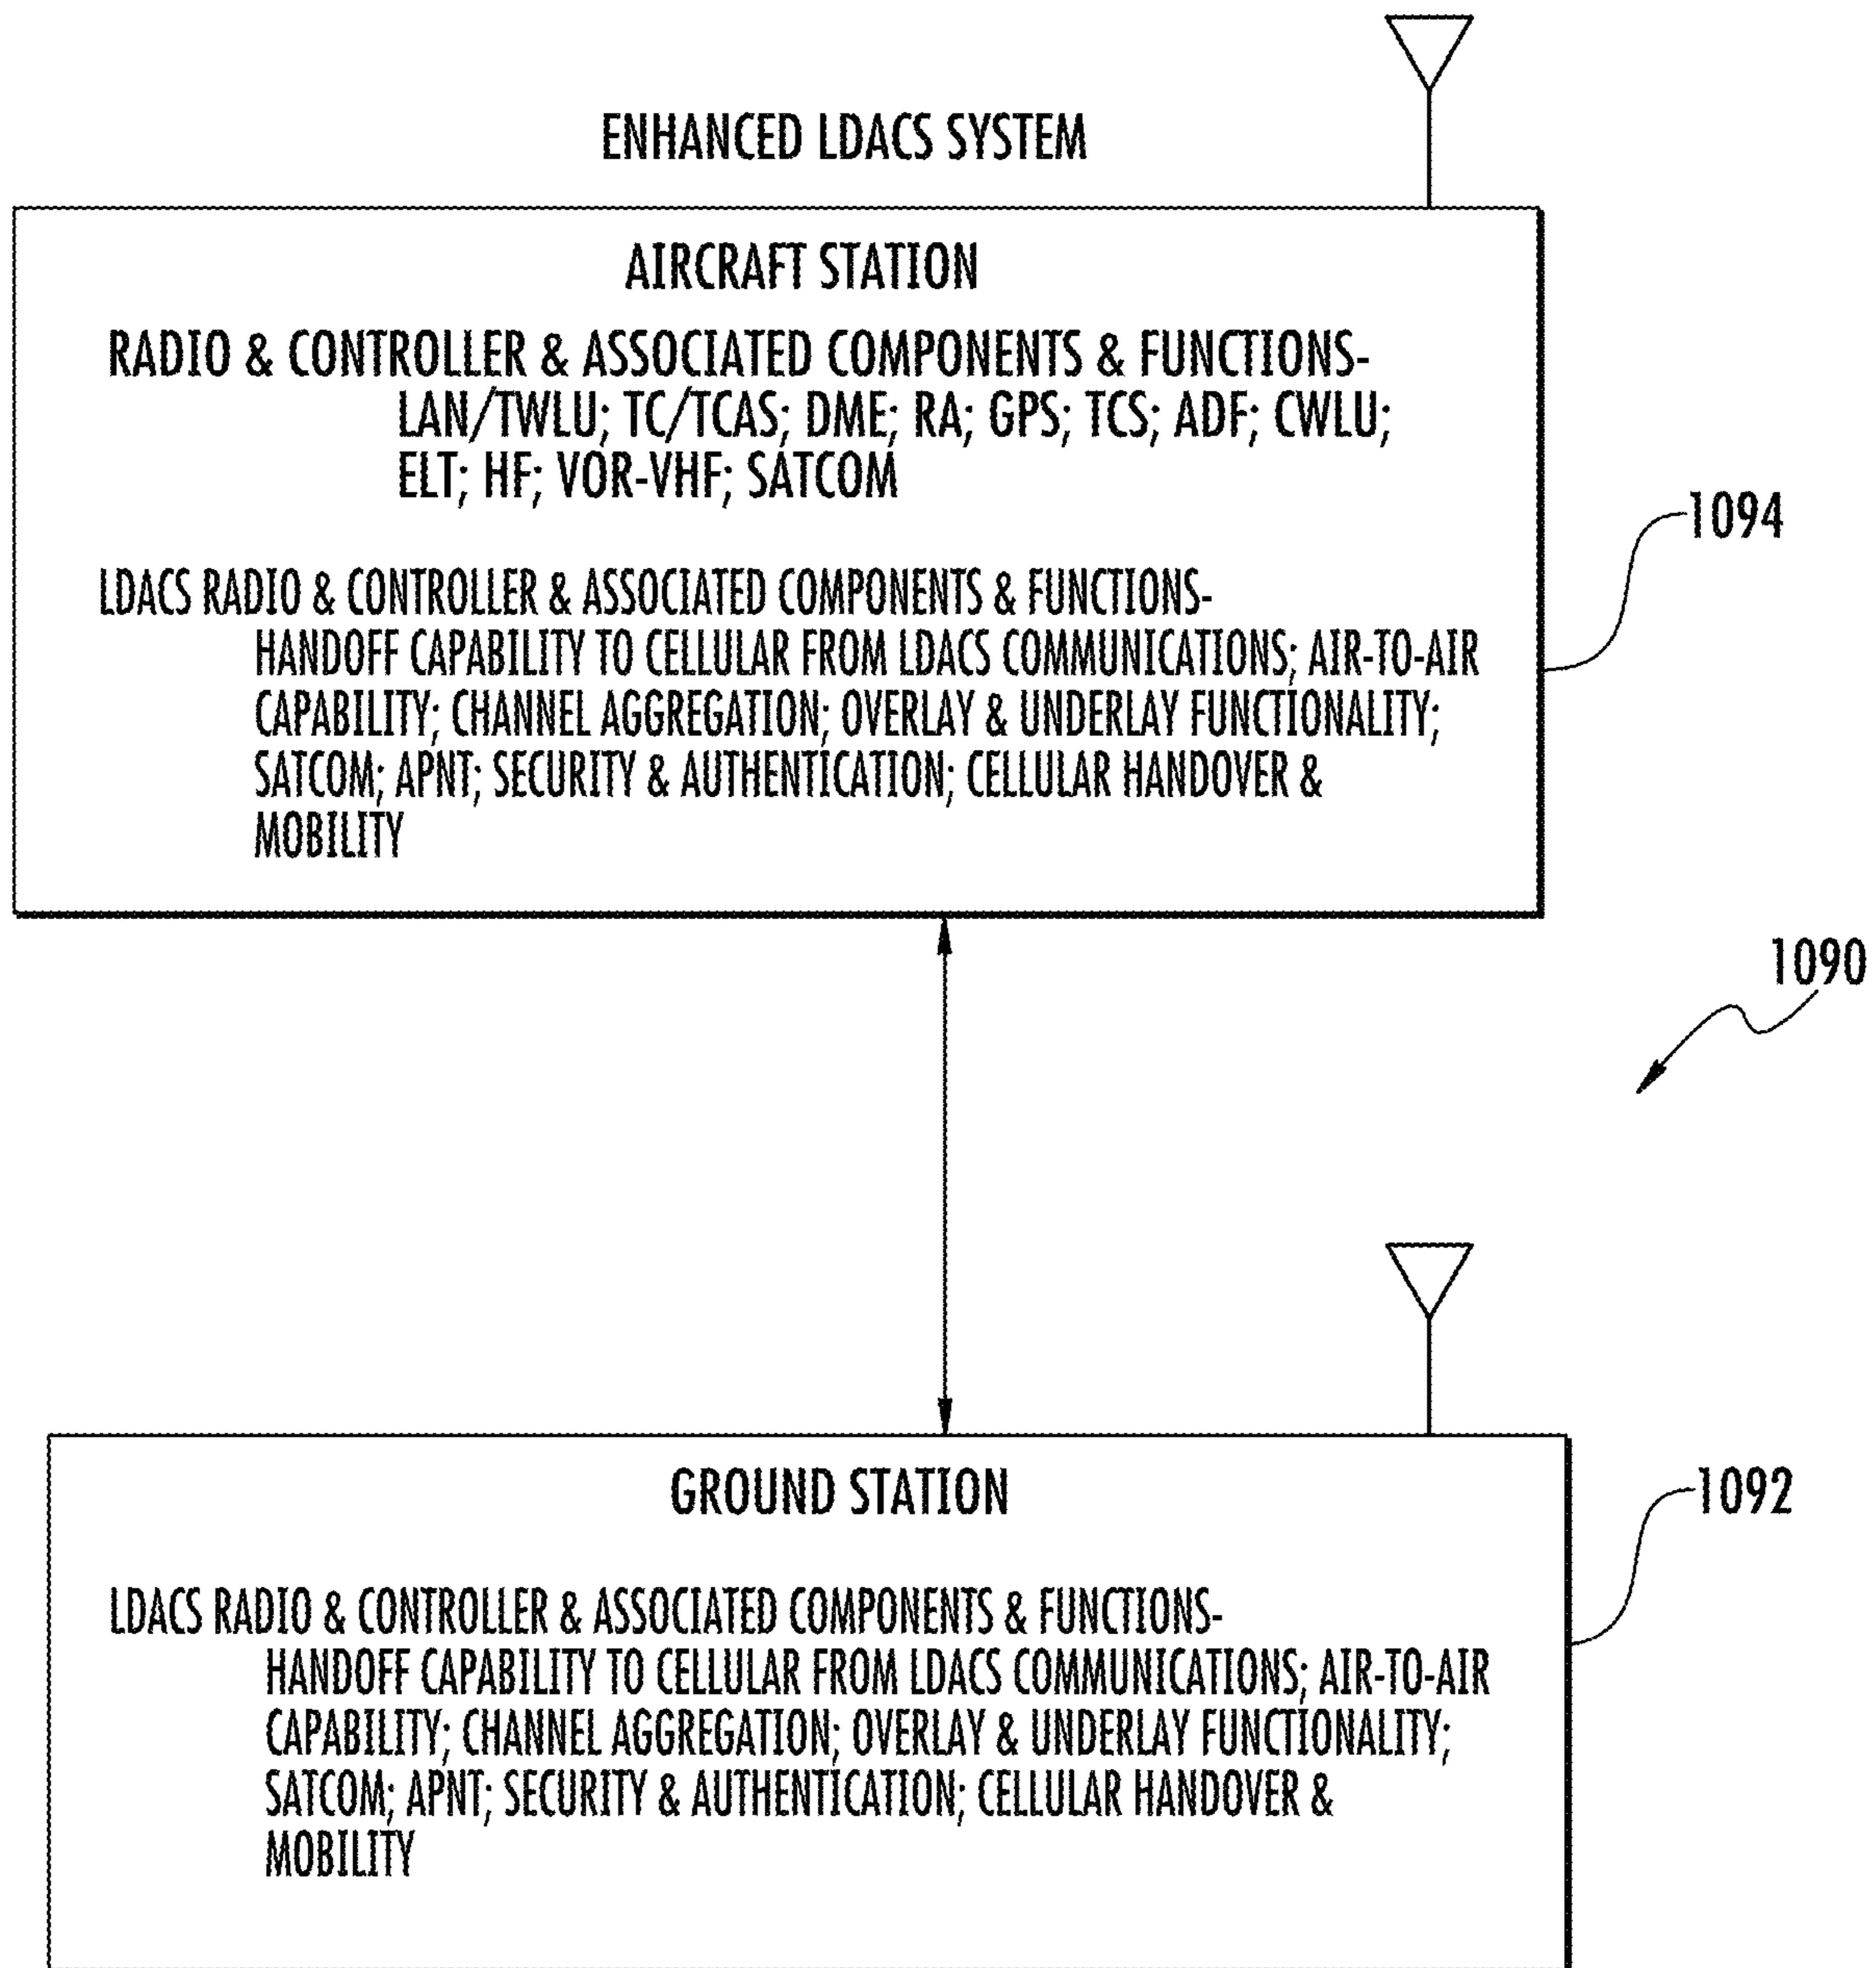 ENHANCED LDACS SYSTEM
AIRCRAFT STATION
RADIO & CONTROLLER & ASSOCIATED COMPONENTS & FUNCTIONS-
LAN/TWLU; TC/TCAS; DME; RA; GPS; TCS; ADF; CWLU;
ELT; HF; VOR-VHF; SATCOM
1094
LDACS RADIO & CONTROLLER & ASSOCIATED COMPONENTS & FUNCTIONS-
HANDOFF CAPABILITY TO CELLULAR FROM LDACS COMMUNICATIONS; AIR-TO-AIR
CAPABILITY; CHANNEL AGGREGATION; OVERLAY & UNDERLAY FUNCTIONALITY;
SATCOM; APNT; SECURITY & AUTHENTICATION; CELLULAR HANDOVER &
MOBILITY
1090
GROUND STATION
1092
LDACS RADIO & CONTROLLER & ASSOCIATED COMPONENTS & FUNCTIONS-
HANDOFF CAPABILITY TO CELLULAR FROM LDACS COMMUNICATIONS; AIR-TO-AIR
CAPABILITY; CHANNEL AGGREGATION; OVERLAY & UNDERLAY FUNCTIONALITY;
SATCOM; APNT; SECURITY & AUTHENTICATION; CELLULAR HANDOVER &
MOBILITY